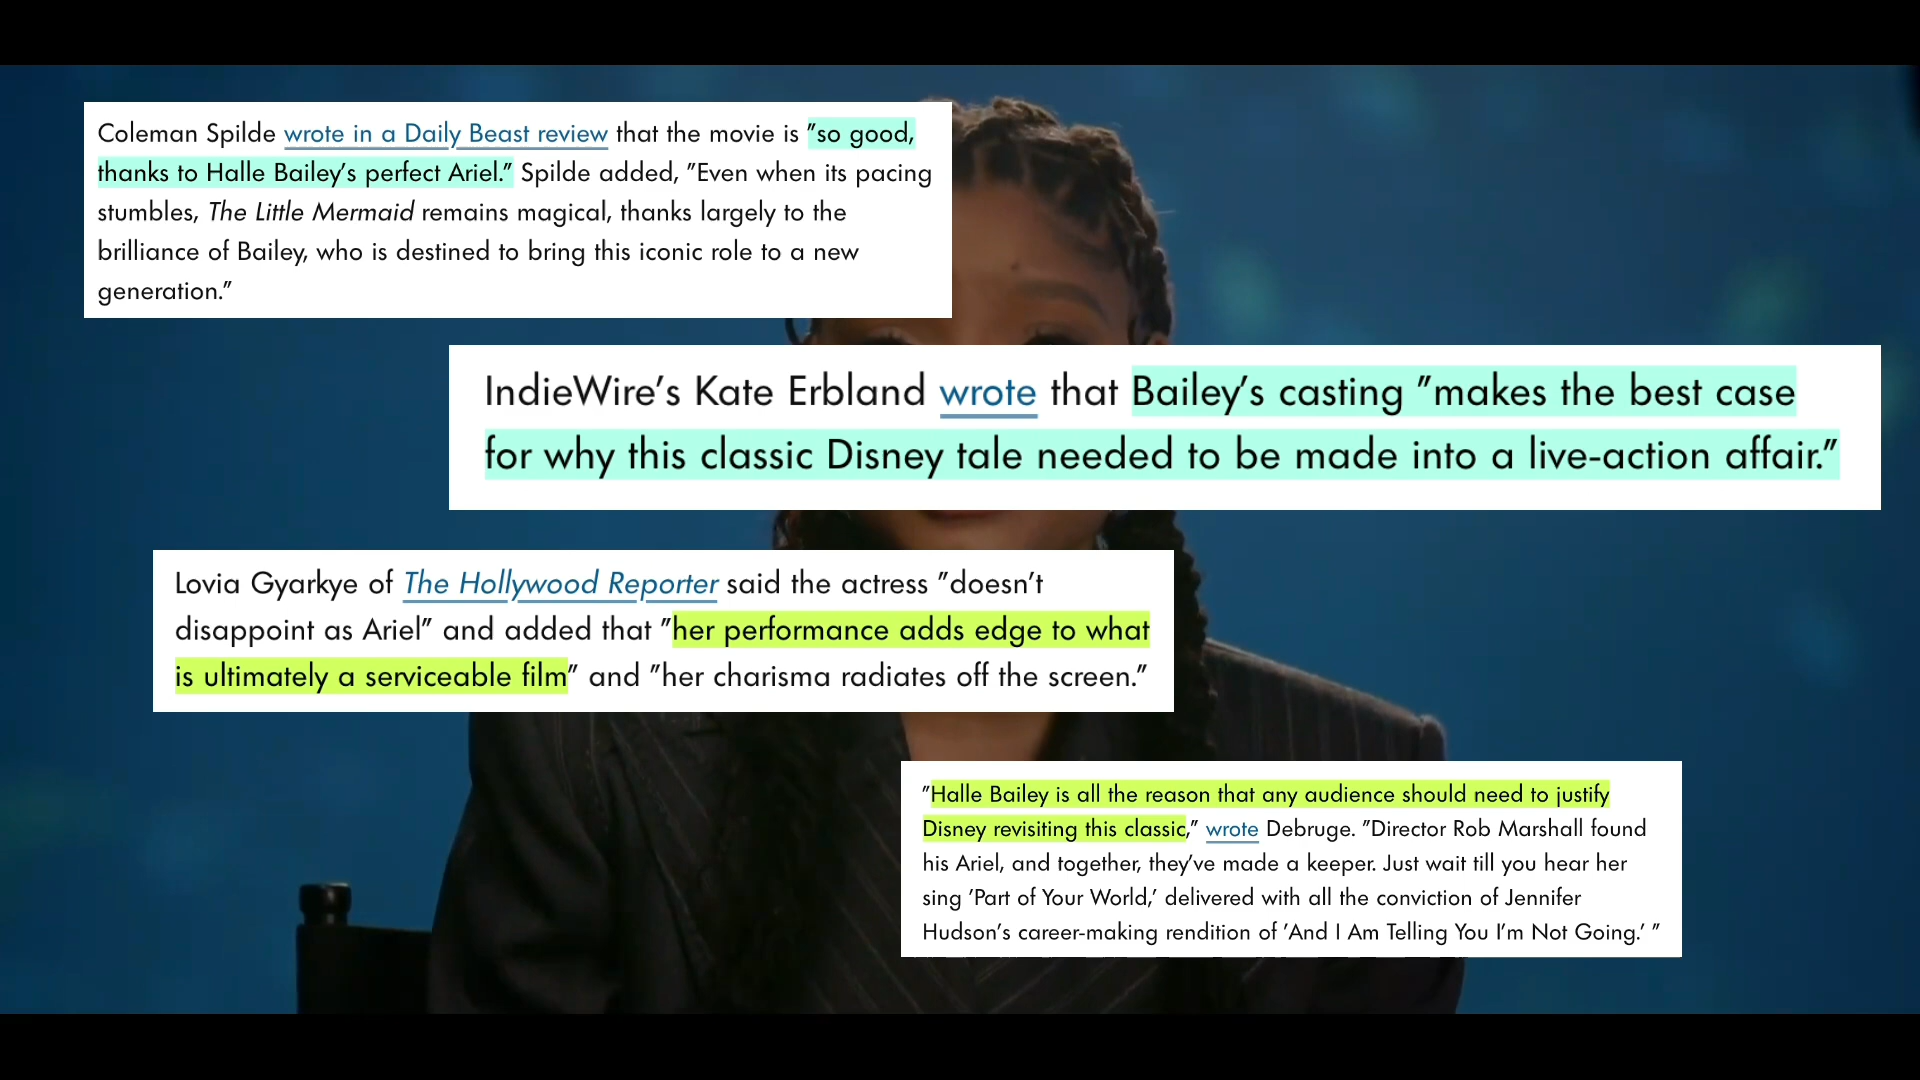 Coleman Spilde wrote in a Daily Beast review that the movie is "so good,
thanks to Halle Bailey's perfect Ariel." Spilde added, "Even when its pacing
stumbles, The Little Mermaid remains magical, thanks largely to the
brilliance of Bailey, who is destined to bring this iconic role to a new
generation."
IndieWire's Kate Erbland wrote that Bailey's casting "makes the best case
for why this classic Disney tale needed to be made into a live-action affair."
Lovia Gyarkye of The Hollywood Reporter said the actress "doesn't
disappoint as Ariel" and added that "her performance adds edge to what
is ultimately a serviceable film" and "her charisma radiates off the screen."
"Halle Bailey is all the reason that any audience should need to justify
Disney revisiting this classic," wrote Debruge. "Director Rob Marshall found
his Ariel, and together, they've made a keeper. Just wait till you hear her
sing 'Part of Your World,' delivered with all the conviction of Jennifer
Hudson's career-making rendition of 'And I Am Telling You I'm Not Going.' "